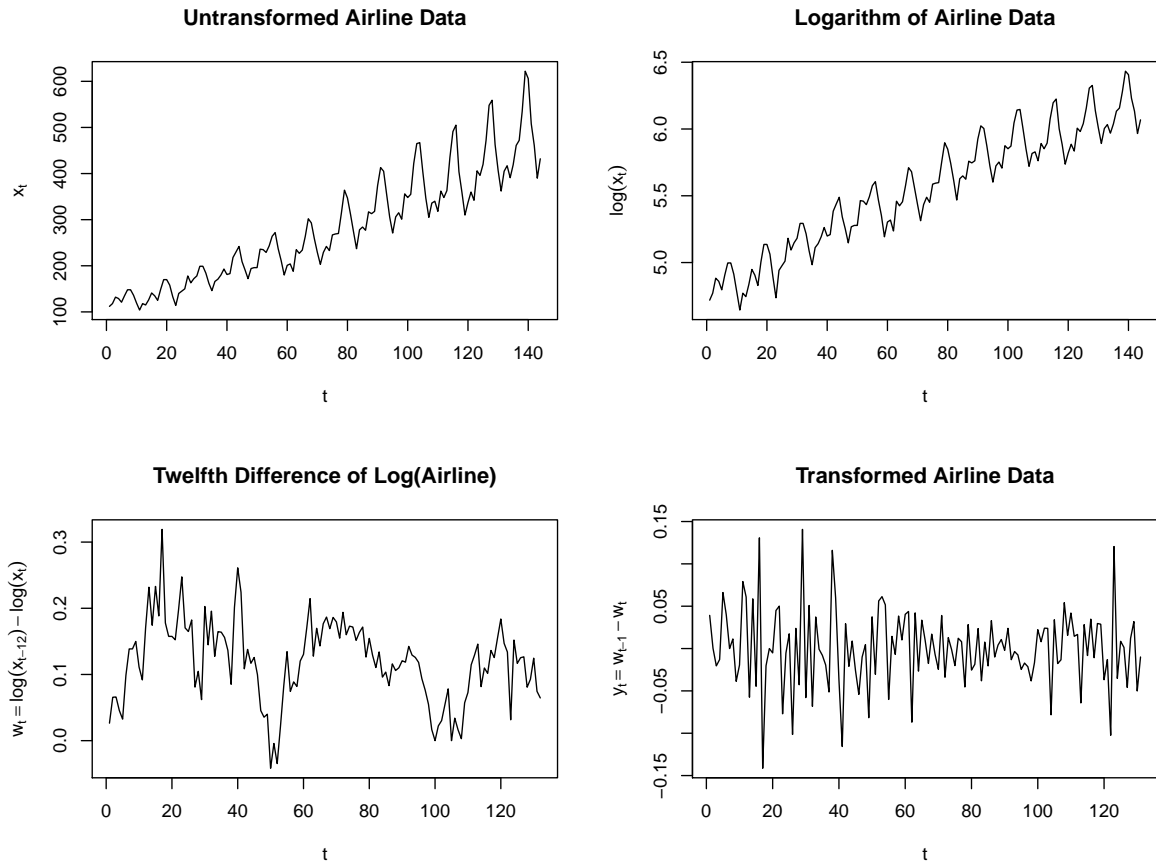 Untransformed Airline Data
x_t
600
500
400
300
200
100
0 20 40 60 80 100 120 140
t
Logarithm of Airline Data
log(x_t)
6.5
6.0
5.5
5.0
0 20 40 60 80 100 120 140
t
Twelfth Difference of Log(Airline)
w_t = log(x_{t−12}) − log(x_t)
0.3
0.2
0.1
0.0
0 20 40 60 80 100 120
t
Transformed Airline Data
y_t = w_{t−1} − w_t
0.15
0.05
−0.05
−0.15
0 20 40 60 80 100 120
t